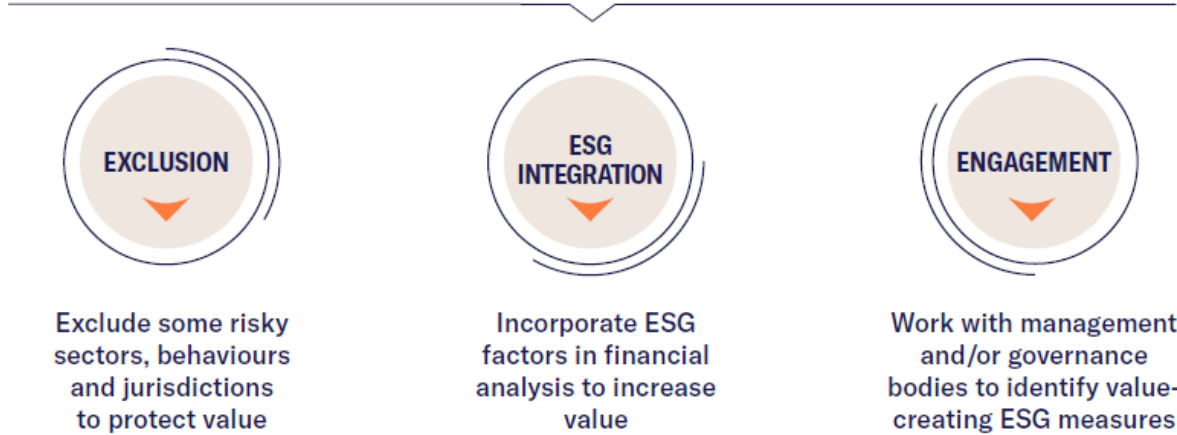 EXCLUSION
Exclude some risky
sectors, behaviours
and jurisdictions
to protect value
ESG
INTEGRATION
Incorporate ESG
factors in financial
analysis to increase
value
ENGAGEMENT
Work with management
and/or governance
bodies to identify value-
creating ESG measures